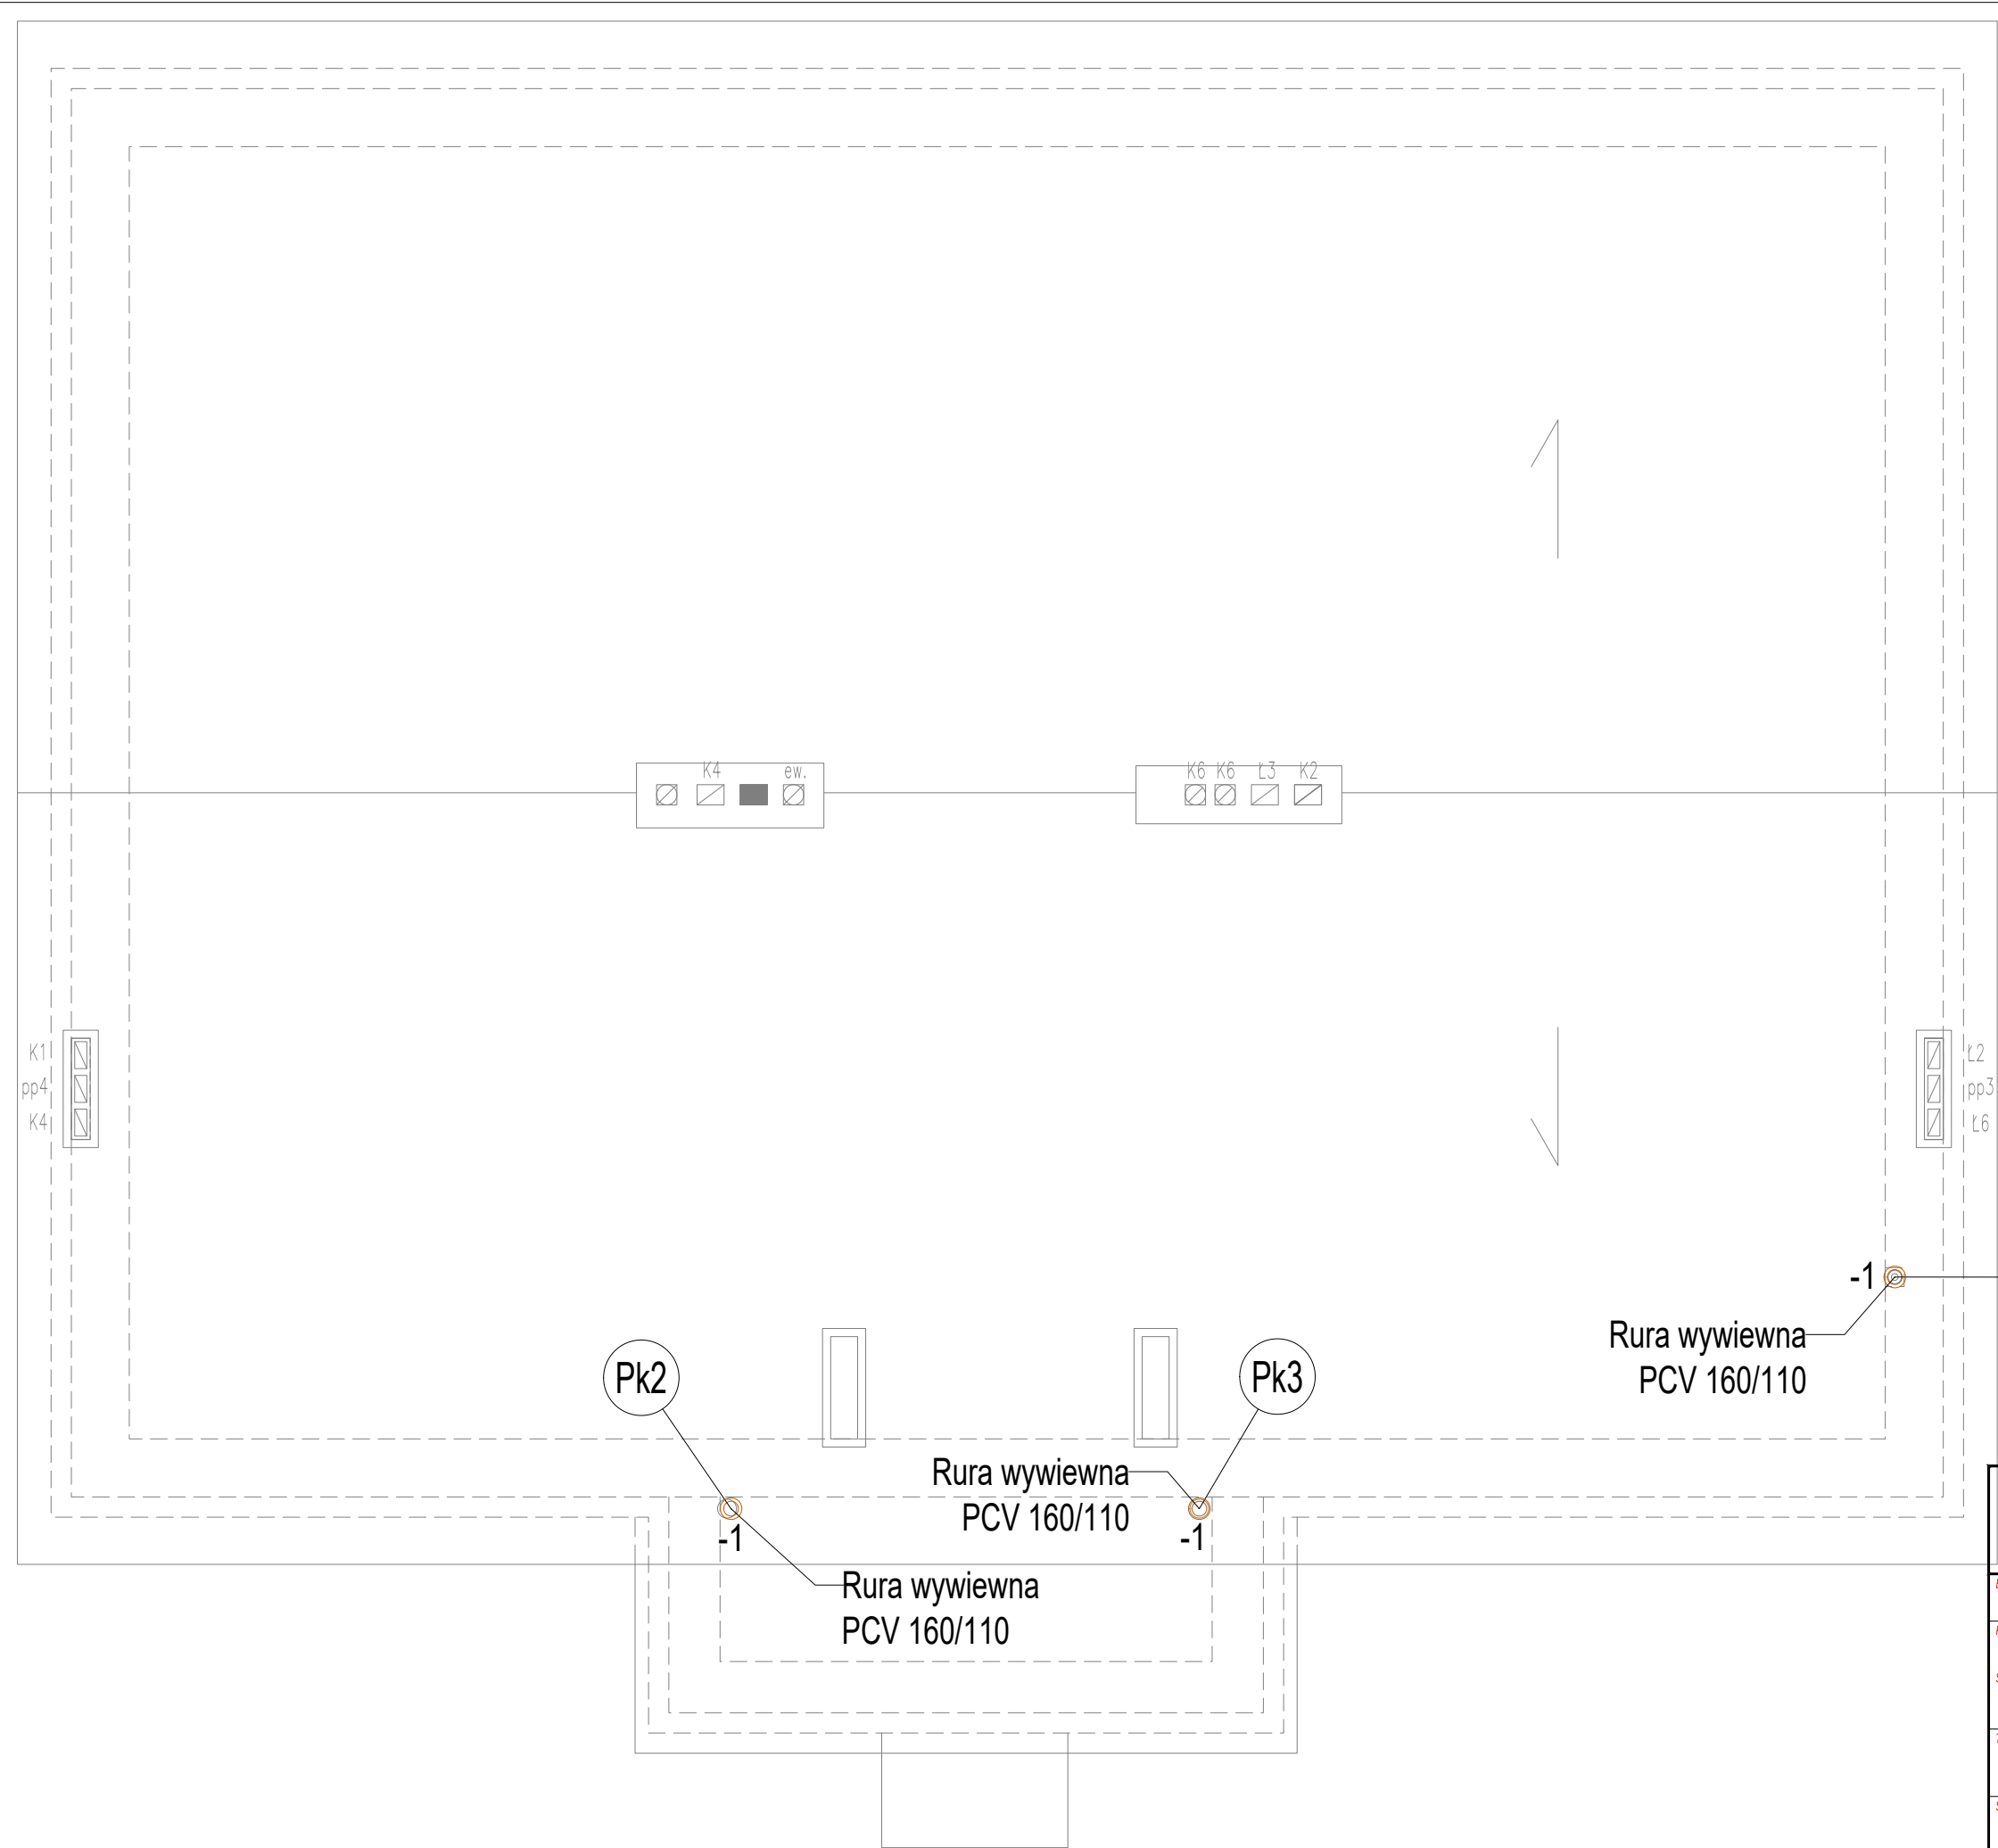 K4 ew.
K6 K6 Ł3 K2
K1
pp4
K4
Ł2
pp3
Ł6
-1
Rura wywiewna
PCV 160/110
Pk2
Pk3
Rura wywiewna
PCV 160/110
-1
-1
Rura wywiewna
PCV 160/110